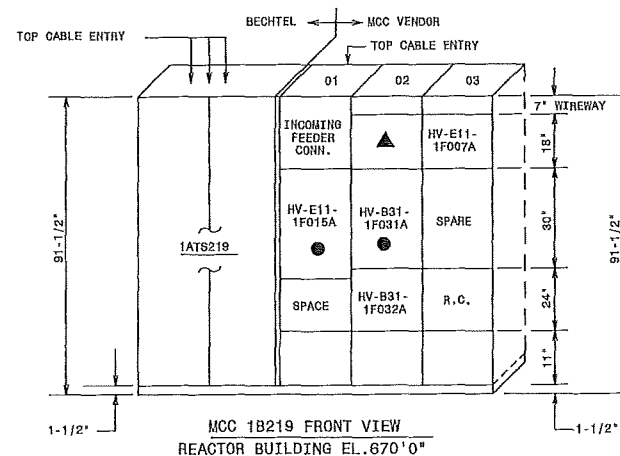 BECHTEL MCC VENDOR
TOP CABLE ENTRY
TOP CABLE ENTRY
01 02 03
7" WIREWAY
INCOMING
FEEDER
CONN.
HV-E11-
1F007A
18"
HV-E11-
1F015A
HV-B31-
1F031A
SPARE
30"
91-1/2"
1ATS219
91-1/2"
SPACE
HV-B31-
1F032A
R.C.
24"
11"
1-1/2"
1-1/2"
MCC 1B219 FRONT VIEW
REACTOR BUILDING EL.670'0"